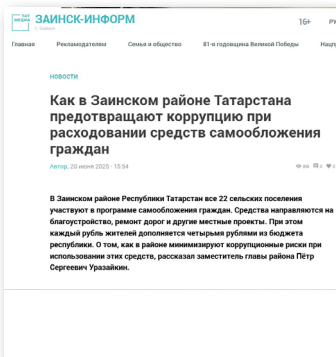 ТАТ МЕДИА
ЗАИНСК-ИНФОРМ
16+
РУ
Главная Рекламодателям Семья и общество 81-я годовщина Великой Победы Нацп
НОВОСТИ
Как в Заинском районе Татарстана
предотвращают коррупцию при
расходовании средств самообложения
граждан
Автор, 20 июня 2025 - 15:54
В Заинском районе Республики Татарстан все 22 сельских поселения
участвуют в программе самообложения граждан. Средства направляются на
благоустройство, ремонт дорог и другие местные проекты. При этом
каждый рубль жителей дополняется четырьмя рублями из бюджета
республики. О том, как в районе минимизируют коррупционные риски при
использовании этих средств, рассказал заместитель главы района Пётр
Сергеевич Уразайкин.